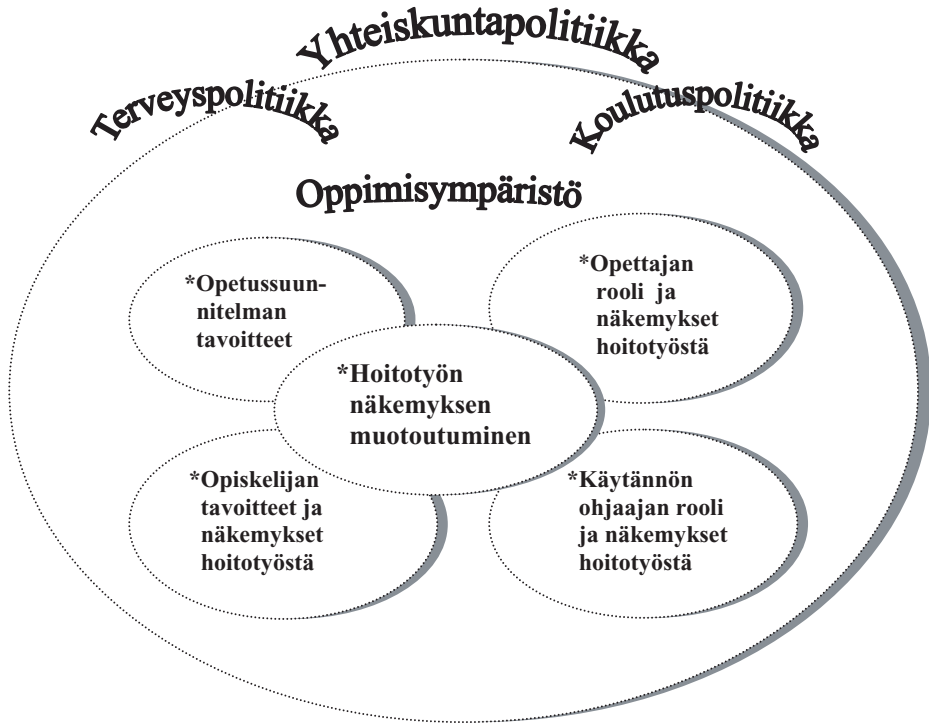 Yhteiskuntapolitiikka
Terveyspolitiikka
Koulutuspolitiikka
Oppimisympäristö
*Opetussuun-
nitelman
tavoitteet
*Opettajan
rooli ja
näkemykset
hoitotyöstä
*Hoitotyön
näkemyksen
muotoutuminen
*Opiskelijan
tavoitteet ja
näkemykset
hoitotyöstä
*Käytännön
ohjaajan rooli
ja näkemykset
hoitotyöstä